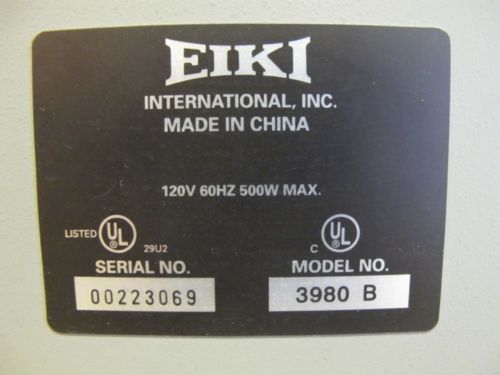 EIKI
INTERNATIONAL, INC.
MADE IN CHINA
120V 60HZ 500W MAX.
LISTED UL ® 29U2
C UL ®
SERIAL NO.
MODEL NO.
00223069
3980 B